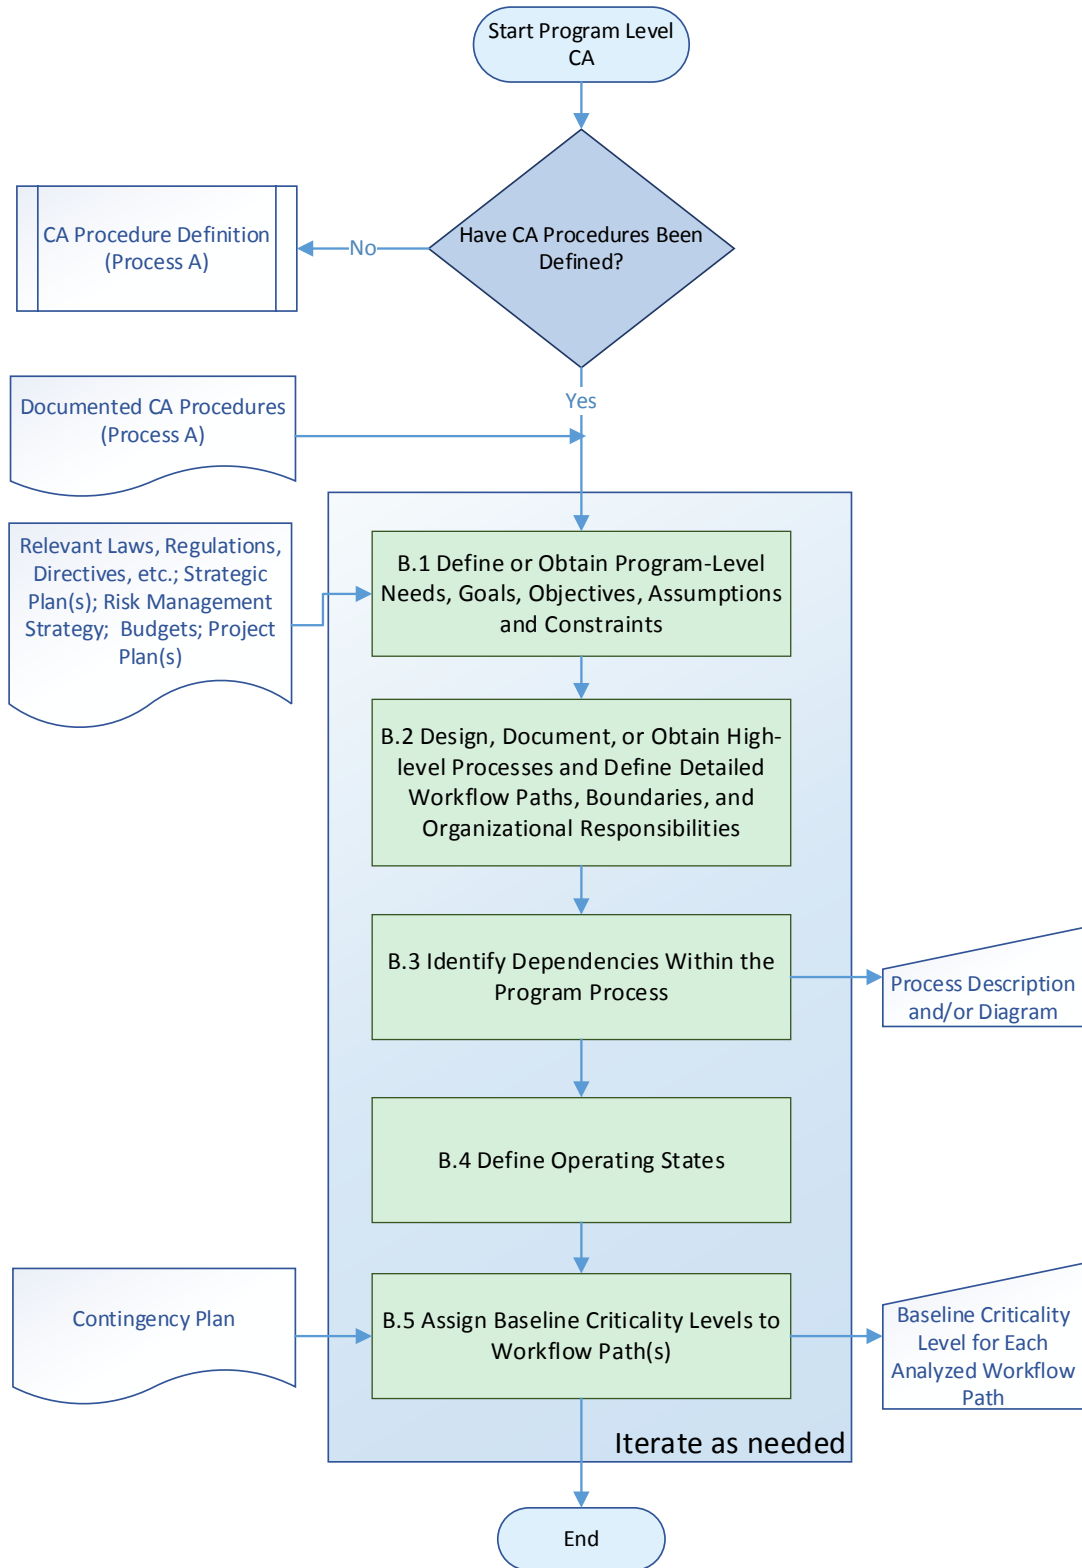 Start Program Level
CA
Have CA Procedures Been
Defined?
No
CA Procedure Definition
(Process A)
Yes
Documented CA Procedures
(Process A)
Relevant Laws, Regulations,
Directives, etc.; Strategic
Plan(s); Risk Management
Strategy;  Budgets; Project
Plan(s)
B.1 Define or Obtain Program-Level
Needs, Goals, Objectives, Assumptions
and Constraints
B.2 Design, Document, or Obtain High-
level Processes and Define Detailed
Workflow Paths, Boundaries, and
Organizational Responsibilities
B.3 Identify Dependencies Within the
Program Process
Process Description
and/or Diagram
B.4 Define Operating States
Contingency Plan
B.5 Assign Baseline Criticality Levels to
Workflow Path(s)
Baseline Criticality
Level for Each
Analyzed Workflow
Path
Iterate as needed
End